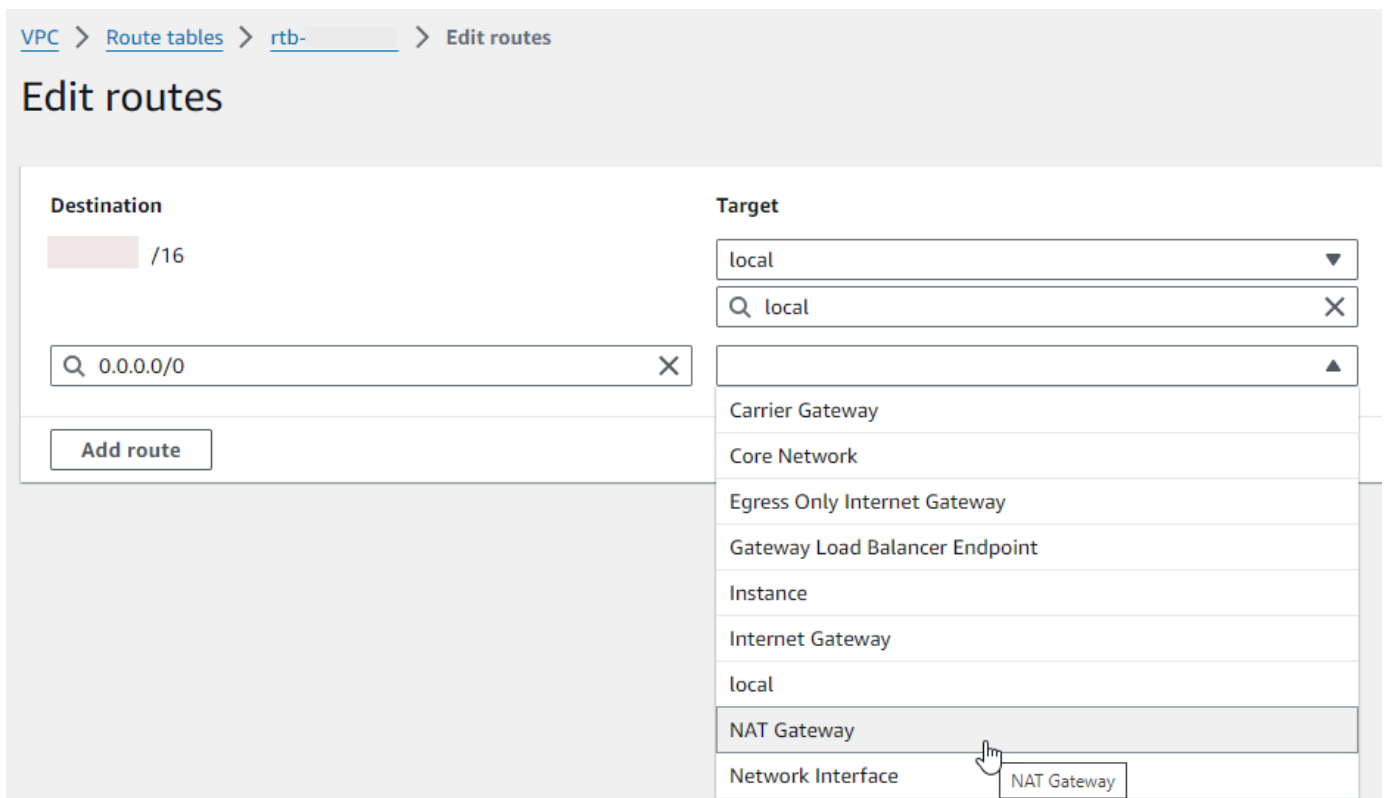 VPC > Route tables > rtb- > Edit routes
Edit routes
Destination Target
/16 local
local
0.0.0.0/0
Carrier Gateway
Add route
Core Network
Egress Only Internet Gateway
Gateway Load Balancer Endpoint
Instance
Internet Gateway
local
NAT Gateway
Network Interface
NAT Gateway